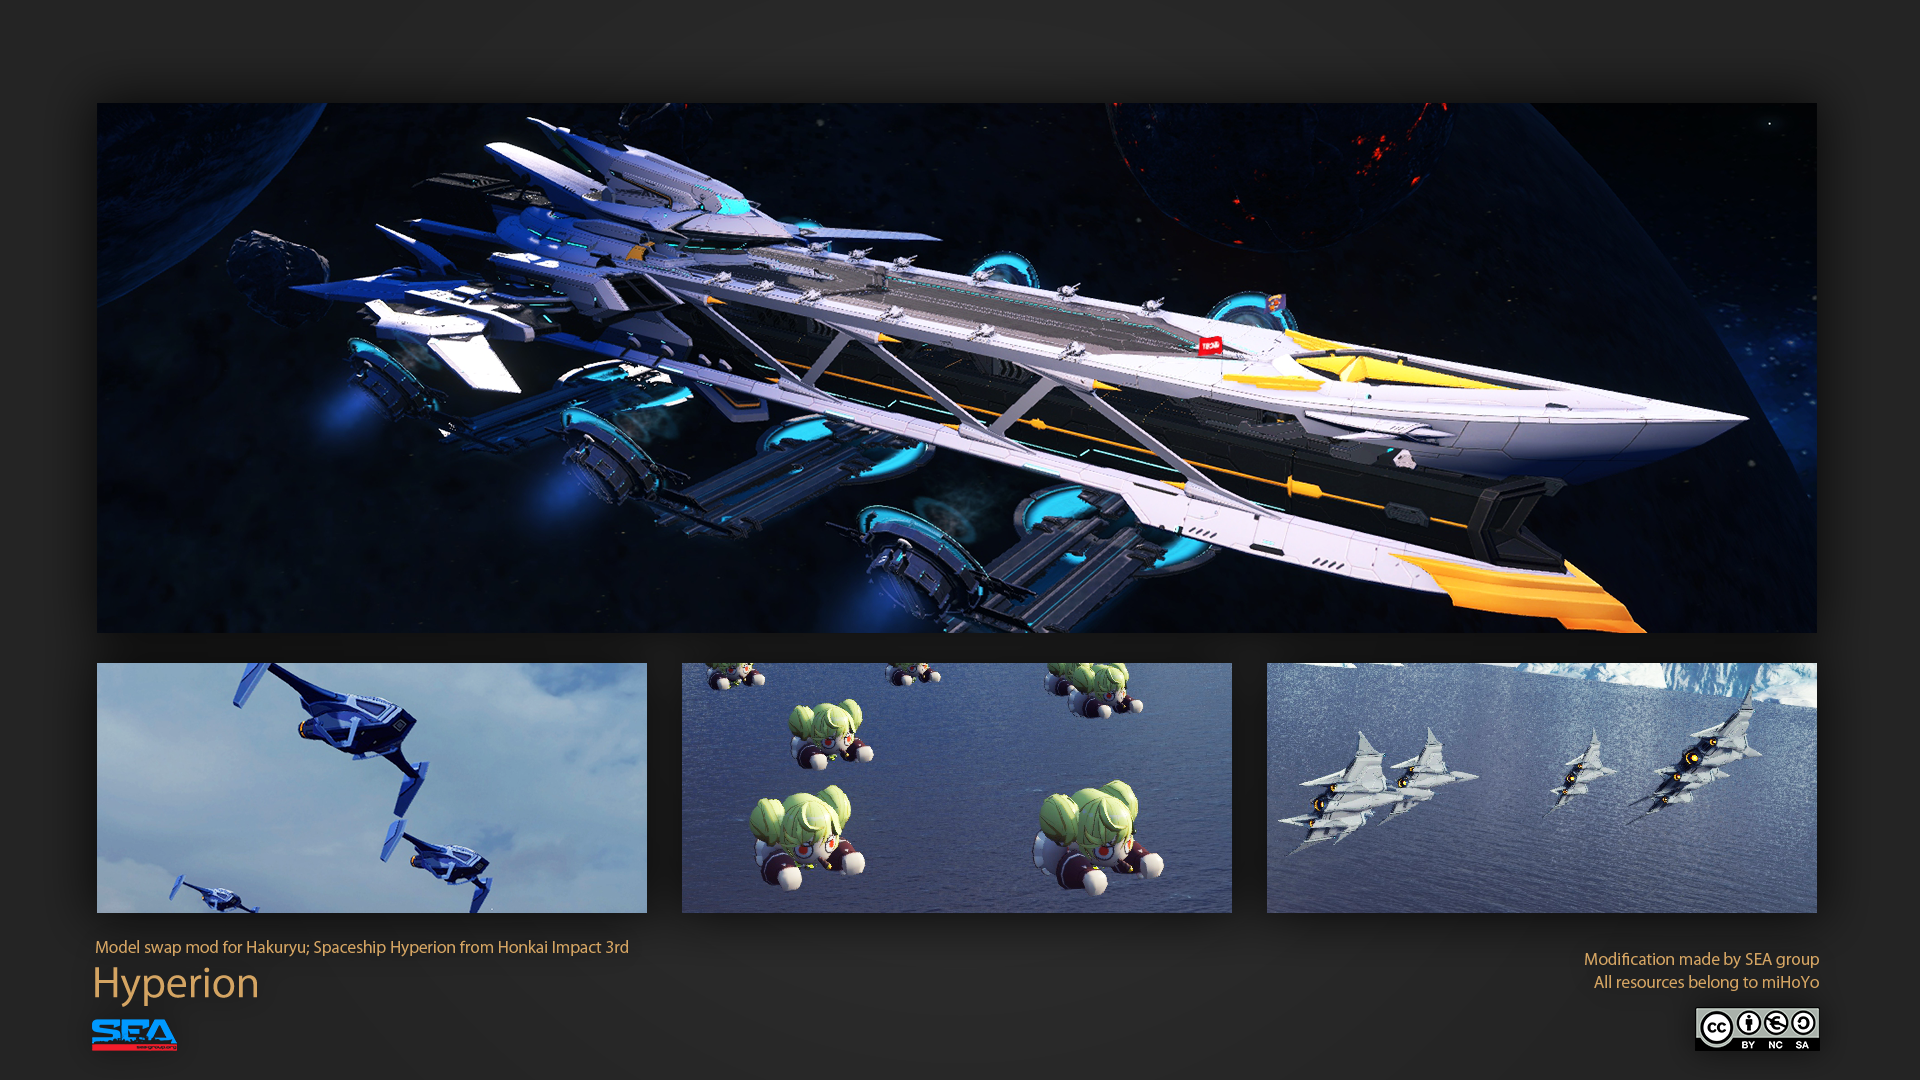 Model swap mod for Hakuryu; Spaceship Hyperion from Honkai Impact 3rd
Hyperion
SEA
Modification made by SEA group
All resources belong to miHoYo
cc
BY NC SA